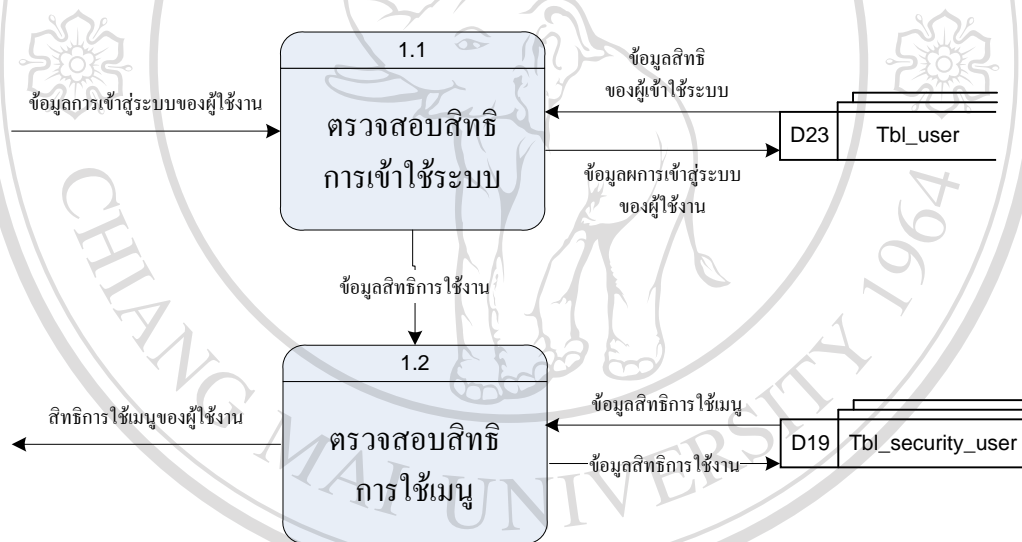 1.1
ตรวจสอบสิทธิ
การเข้าใช้ระบบ
ข้อมูลการเข้าสู่ระบบของผู้ใช้งาน
ข้อมูลสิทธิ
ของผู้เข้าใช้ระบบ
D23 Tbl_user
ข้อมูลผการเข้าสู่ระบบ
ของผู้ใช้งาน
ข้อมูลสิทธิการใช้งาน
1.2
ตรวจสอบสิทธิ
การใช้เมนู
สิทธิการใช้เมนูของผู้ใช้งาน
ข้อมูลสิทธิการใช้เมนู
D19 Tbl_security_user
ข้อมูลสิทธิการใช้งาน
CHIANG MAI UNIVERSITY 1964